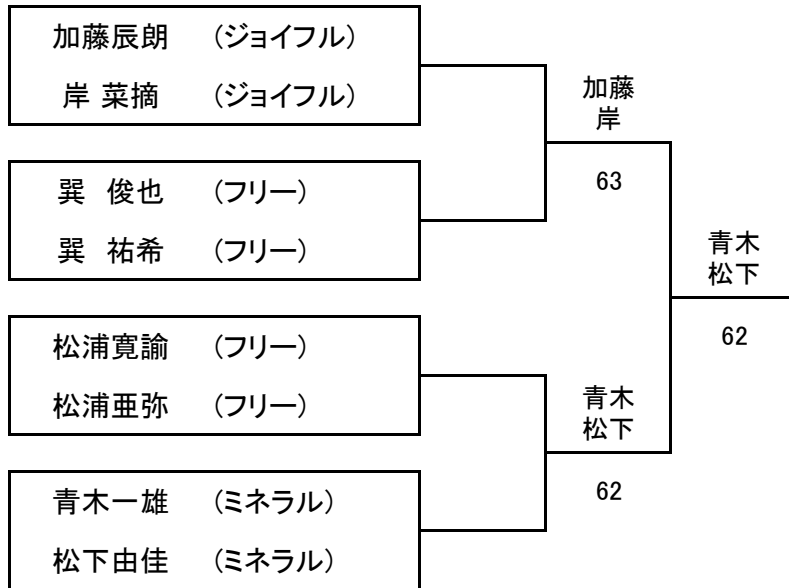 加藤辰朗 (ジョイフル)
岸 菜摘 (ジョイフル)
加藤
岸
63
巽 俊也 (フリー)
巽 祐希 (フリー)
青木
松下
62
松浦寛諭 (フリー)
松浦亜弥 (フリー)
青木
松下
62
青木一雄 (ミネラル)
松下由佳 (ミネラル)